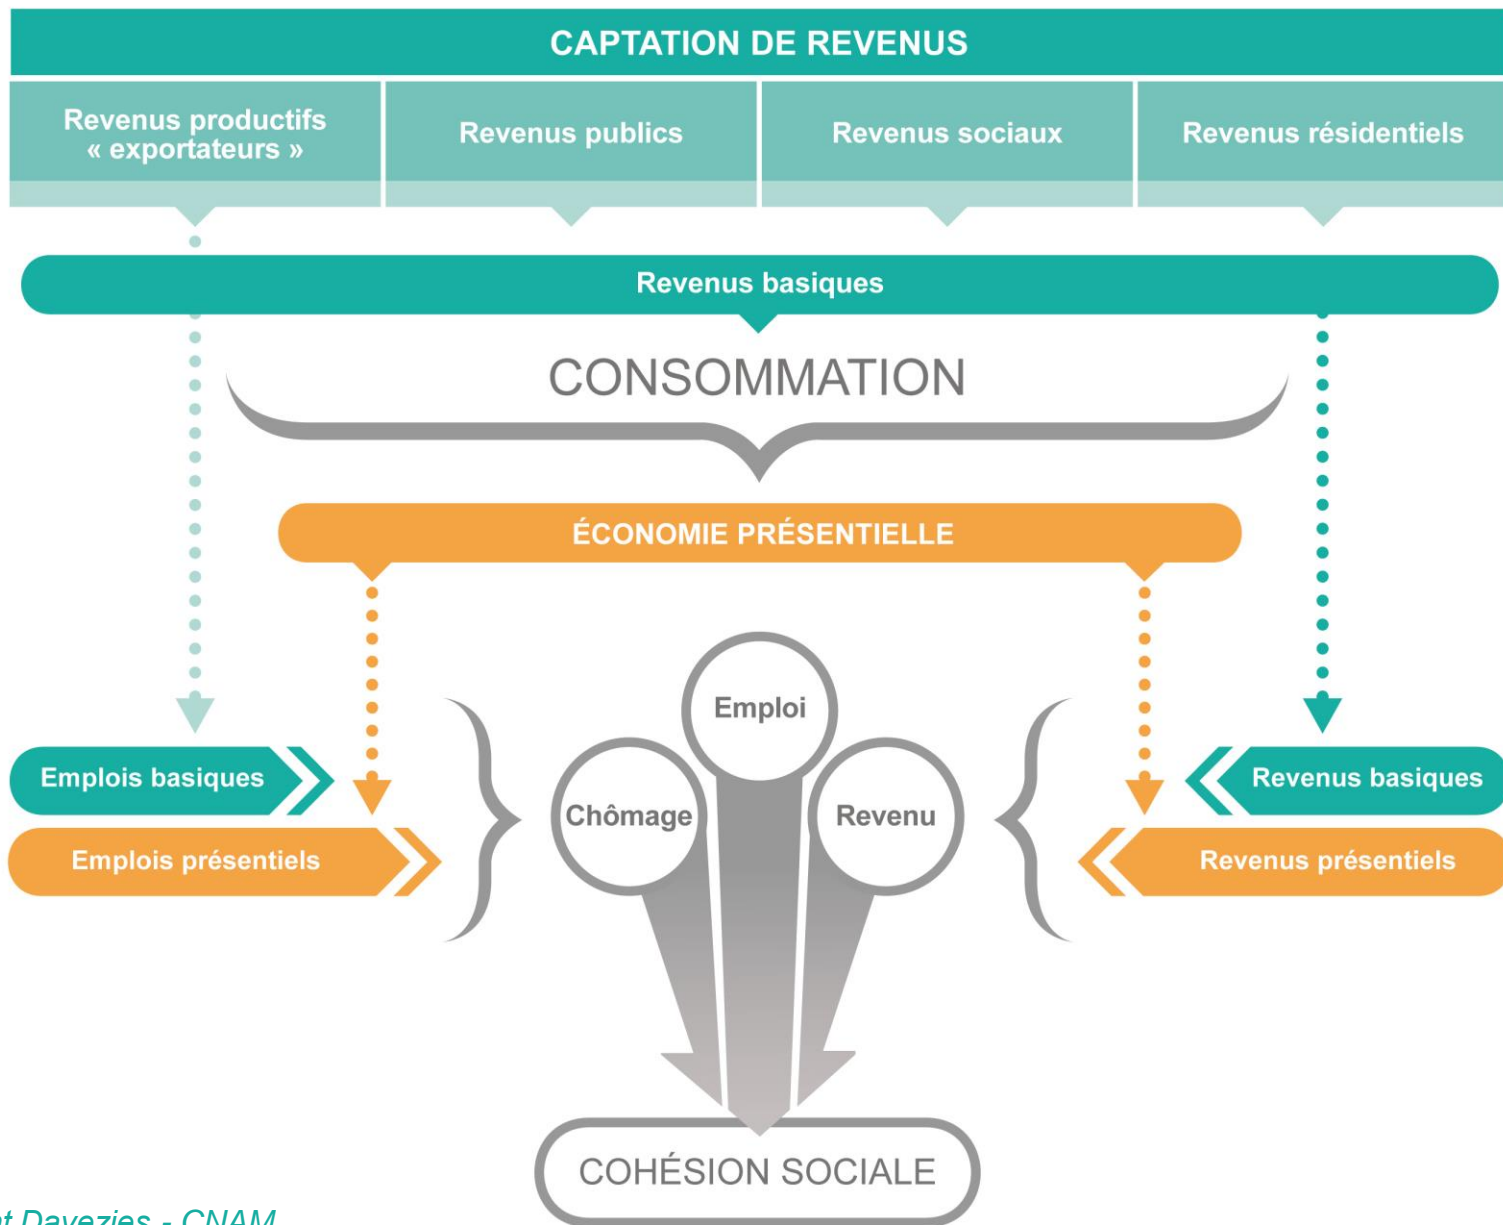 CAPTATION DE REVENUS
Revenus productifs
« exportateurs »
Revenus publics
Revenus sociaux
Revenus résidentiels
Revenus basiques
CONSOMMATION
ÉCONOMIE PRÉSENTIELLE
Emploi
Chômage
Revenu
Emplois basiques
Emplois présentiels
Revenus basiques
Revenus présentiels
COHÉSION SOCIALE
Davezies - CNAM